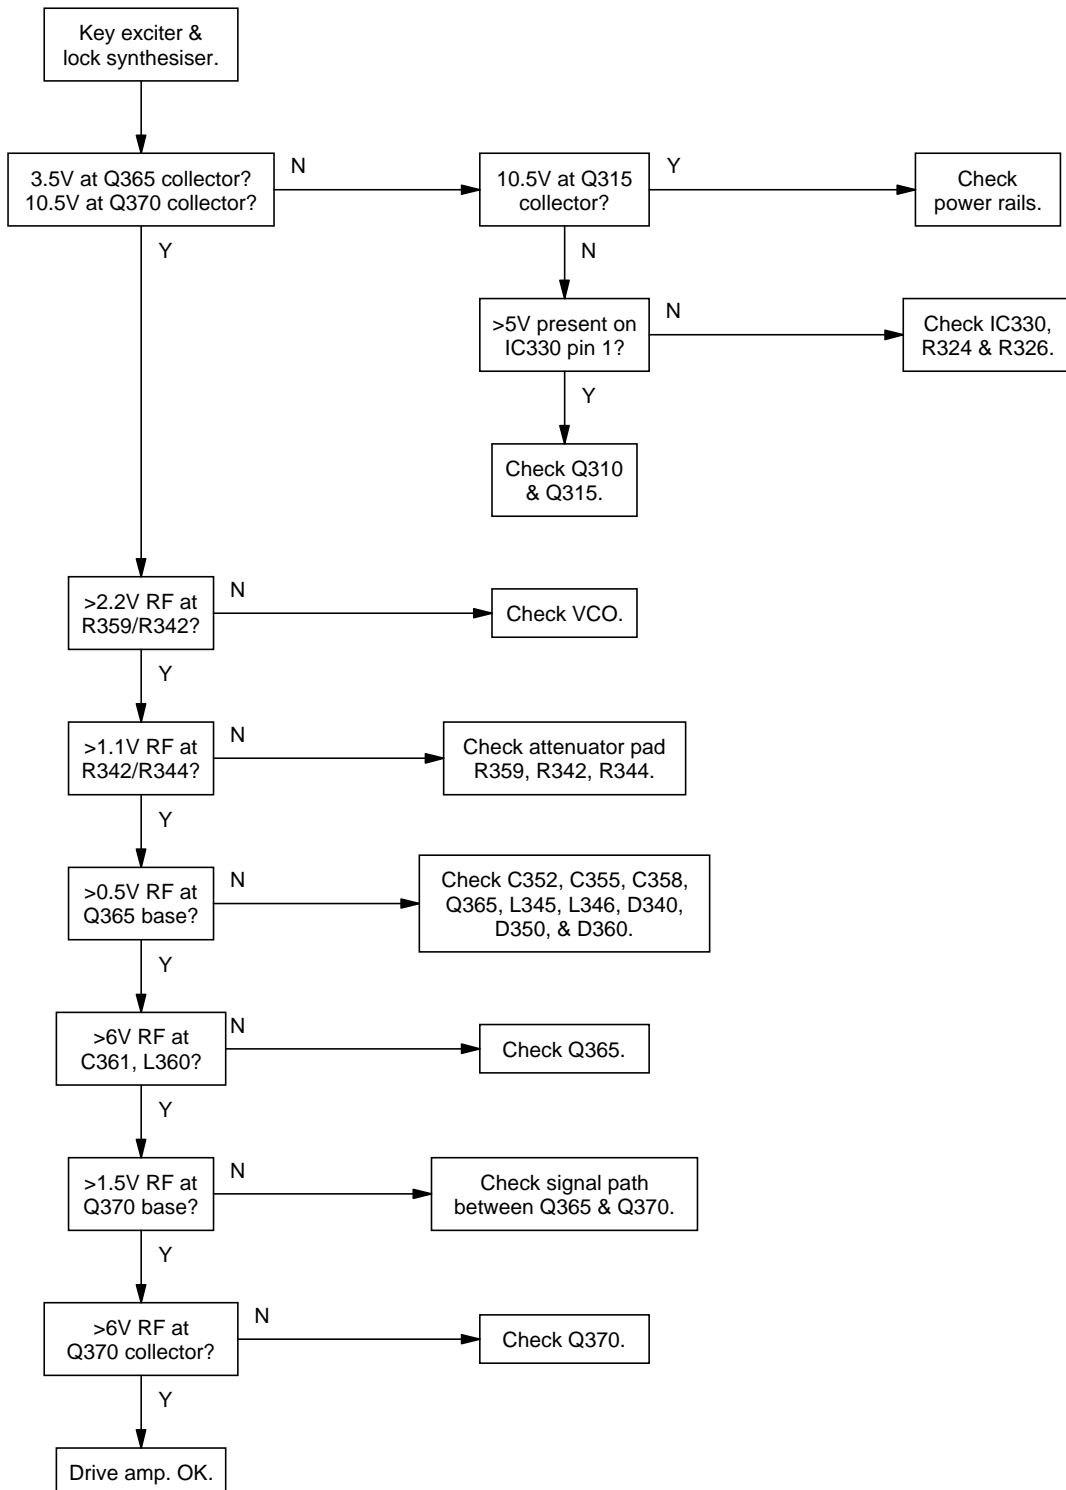 Key exciter &
lock synthesiser.
3.5V at Q365 collector?
10.5V at Q370 collector?
N
10.5V at Q315
collector?
Y
Check
power rails.
Y
N
>5V present on
IC330 pin 1?
N
Check IC330,
R324 & R326.
Y
Check Q310
& Q315.
>2.2V RF at
R359/R342?
N
Check VCO.
Y
>1.1V RF at
R342/R344?
N
Check attenuator pad
R359, R342, R344.
Y
>0.5V RF at
Q365 base?
N
Check C352, C355, C358,
Q365, L345, L346, D340,
D350, & D360.
Y
>6V RF at
C361, L360?
N
Check Q365.
Y
>1.5V RF at
Q370 base?
N
Check signal path
between Q365 & Q370.
Y
>6V RF at
Q370 collector?
N
Check Q370.
Y
Drive amp. OK.